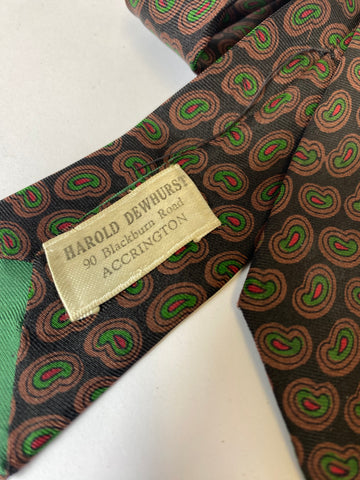 HAROLD DEWHURST
90 Blackburn Road
ACCRINGTON